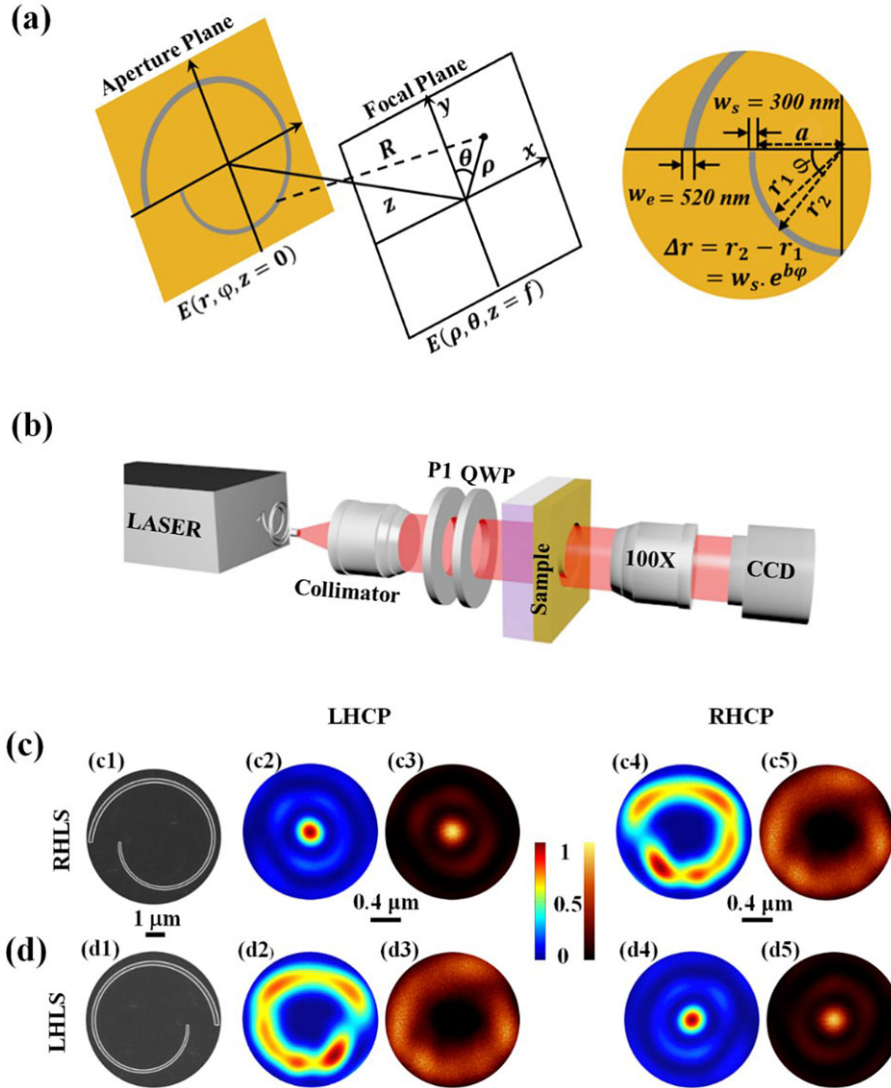 (a)
Aperture Plane
E(r, φ, z = 0)
Focal Plane
y
R
θ
x
ρ
z
E(ρ, θ, z = f)
w_s = 300 nm
a
φ
r_1
r_2
w_e = 520 nm
Δr = r_2 − r_1
= w_s. e^{bφ}
(b)
LASER
Collimator
P1 QWP
Sample
100X
CCD
LHCP RHCP
(c)
RHLS
(c1) (c2) (c3) (c4) (c5)
1 μm
0.4 μm
1
0.5
0
0.4 μm
(d)
LHLS
(d1) (d2) (d3) (d4) (d5)